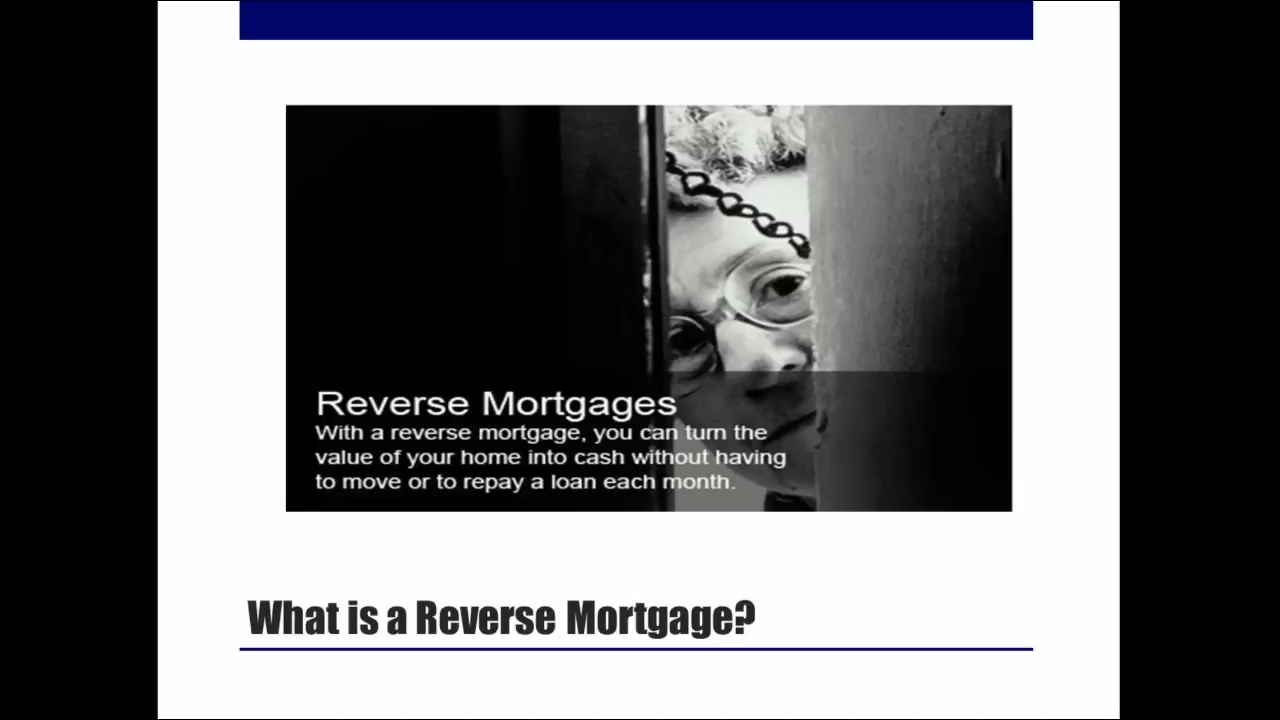 Reverse Mortgages
With a reverse mortgage, you can turn the
value of your home into cash without having
to move or to repay a loan each month.
What is a Reverse Mortgage?